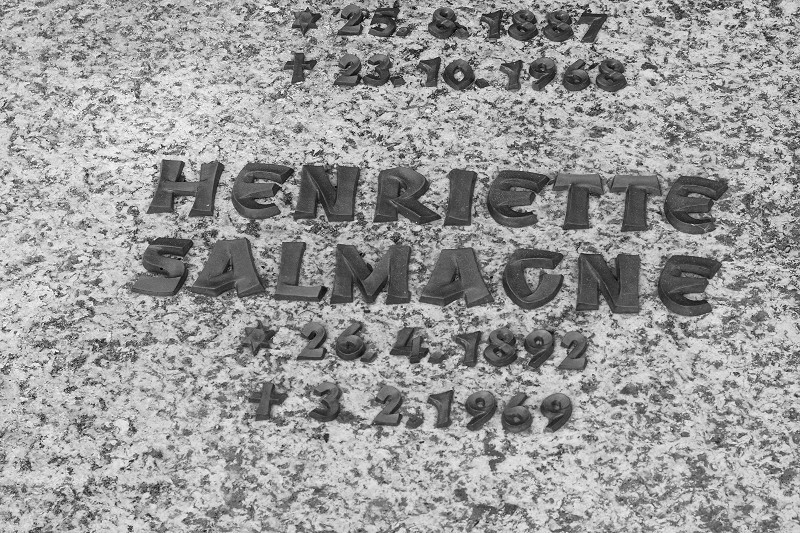 * 25. 8. 1887
† 23. 10. 1968
HENRIETTE
SALMAGNE
* 26. 4. 1892
† 3. 2. 1969